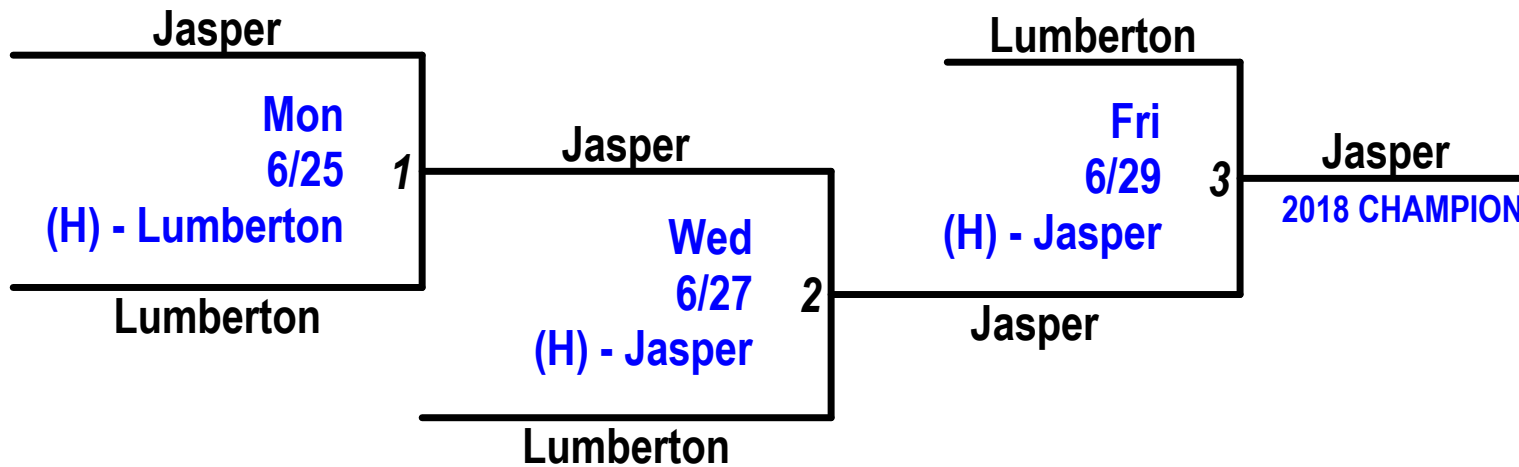 Jasper
Mon
6/25
1
(H) - Lumberton
Lumberton
Jasper
Wed
6/27
2
(H) - Jasper
Lumberton
Lumberton
Fri
6/29
3
(H) - Jasper
Jasper
Jasper
2018 CHAMPION